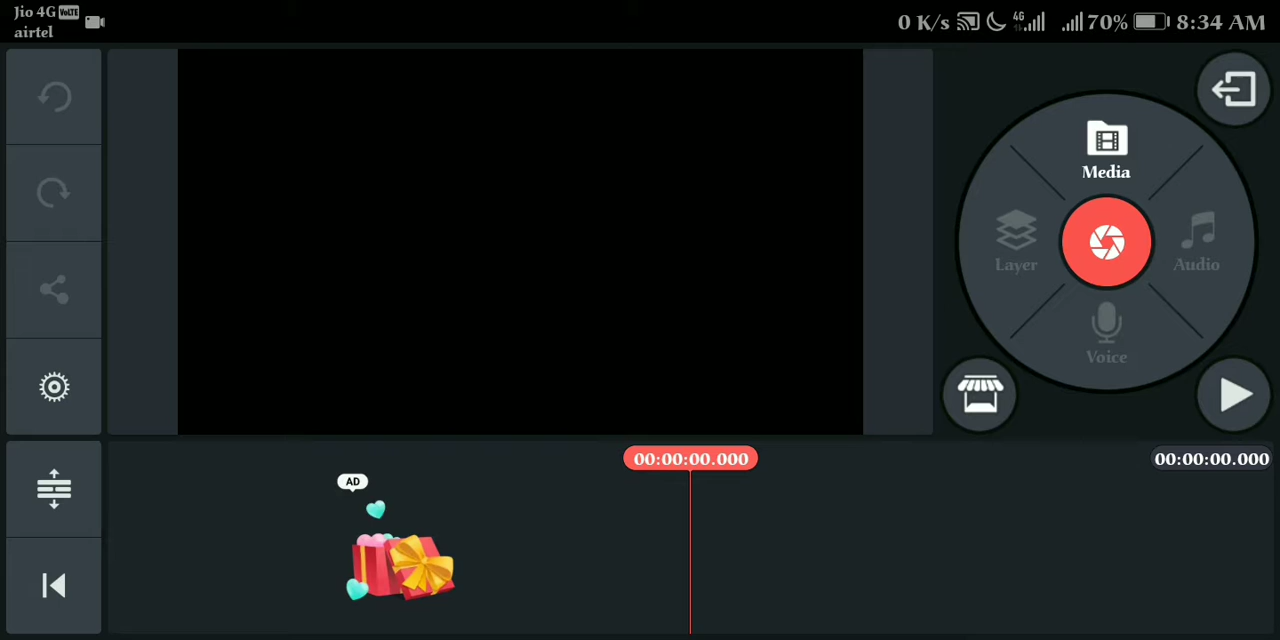 Jio 4G VoLTE
airtel
0 K/s 4G 70% 8:34 AM
Media
Layer
Audio
Voice
00:00:00.000
00:00:00.000
AD